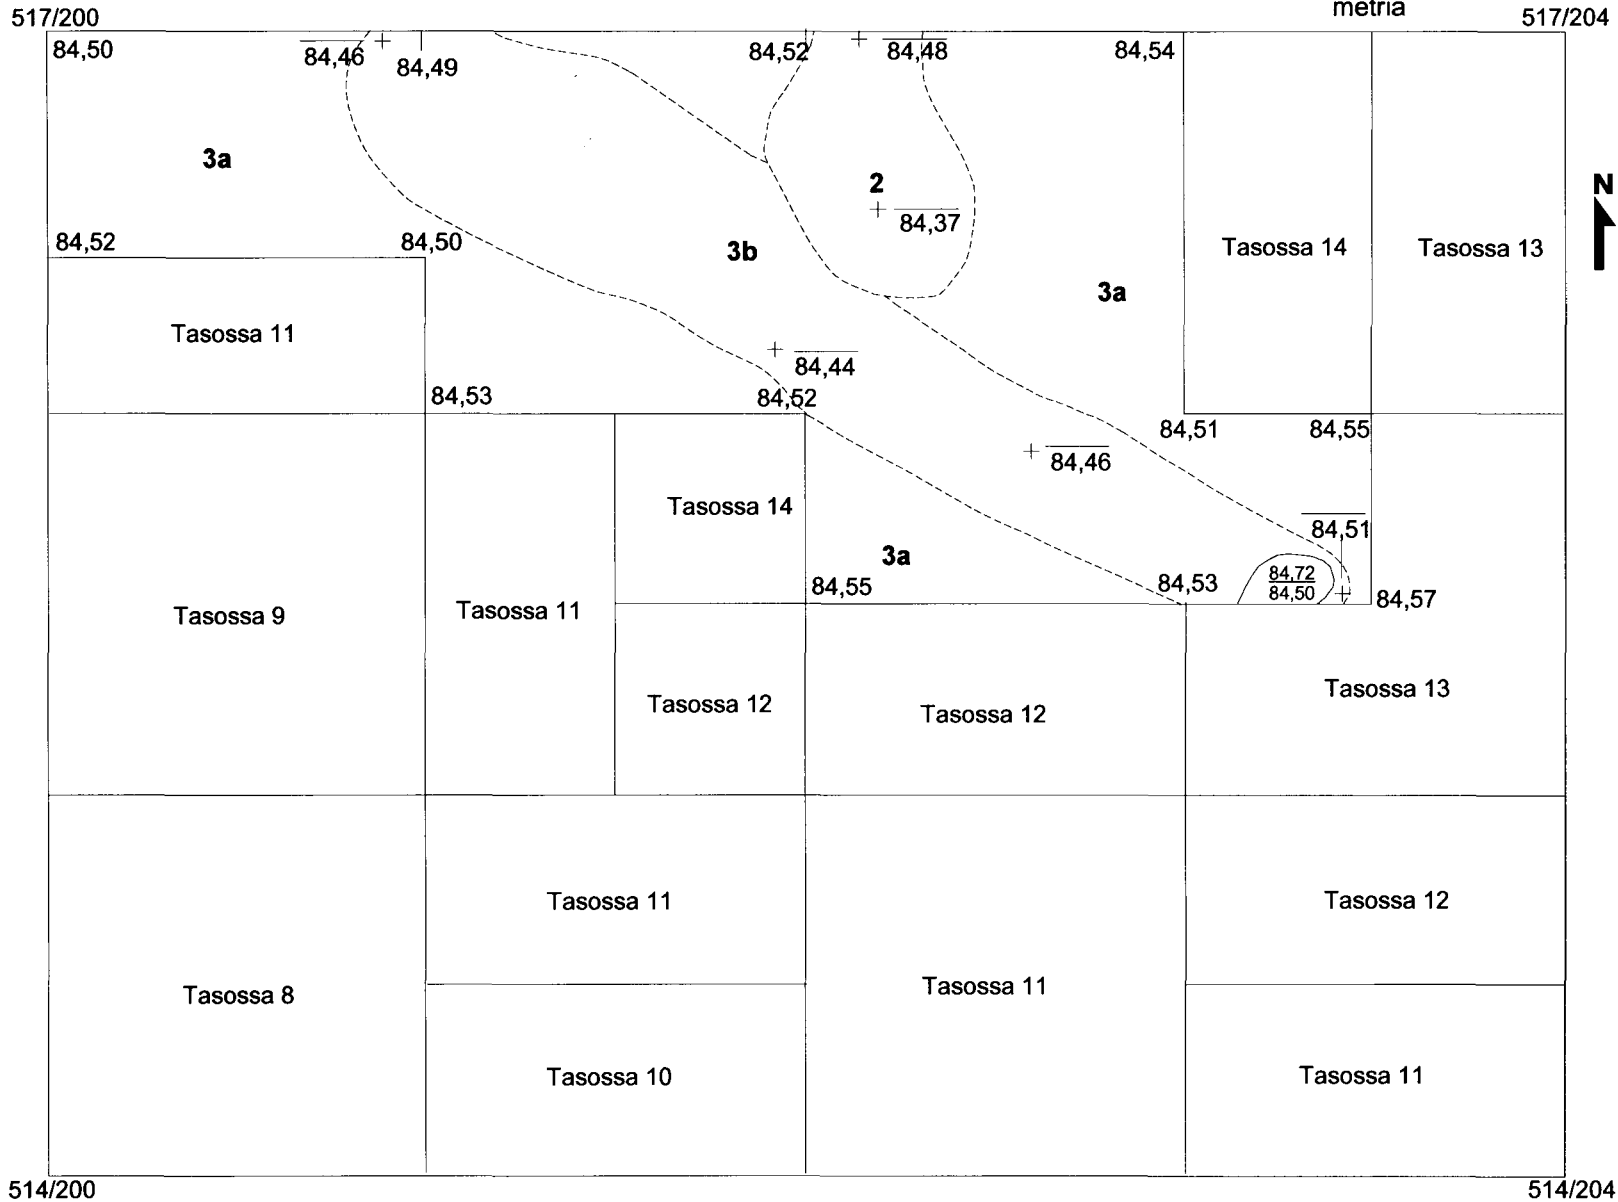 metria
517/200
517/204
84,50
84,46
84,49
84,52
84,48
84,54
3a
2
84,37
N
84,52
84,50
3b
Tasossa 14
Tasossa 13
3a
Tasossa 11
84,44
84,53
84,52
84,51
84,55
84,46
Tasossa 14
84,51
3a
84,55
84,53
84,72
84,50
84,57
Tasossa 9
Tasossa 11
Tasossa 12
Tasossa 12
Tasossa 13
Tasossa 11
Tasossa 12
Tasossa 8
Tasossa 11
Tasossa 10
Tasossa 11
514/200
514/204